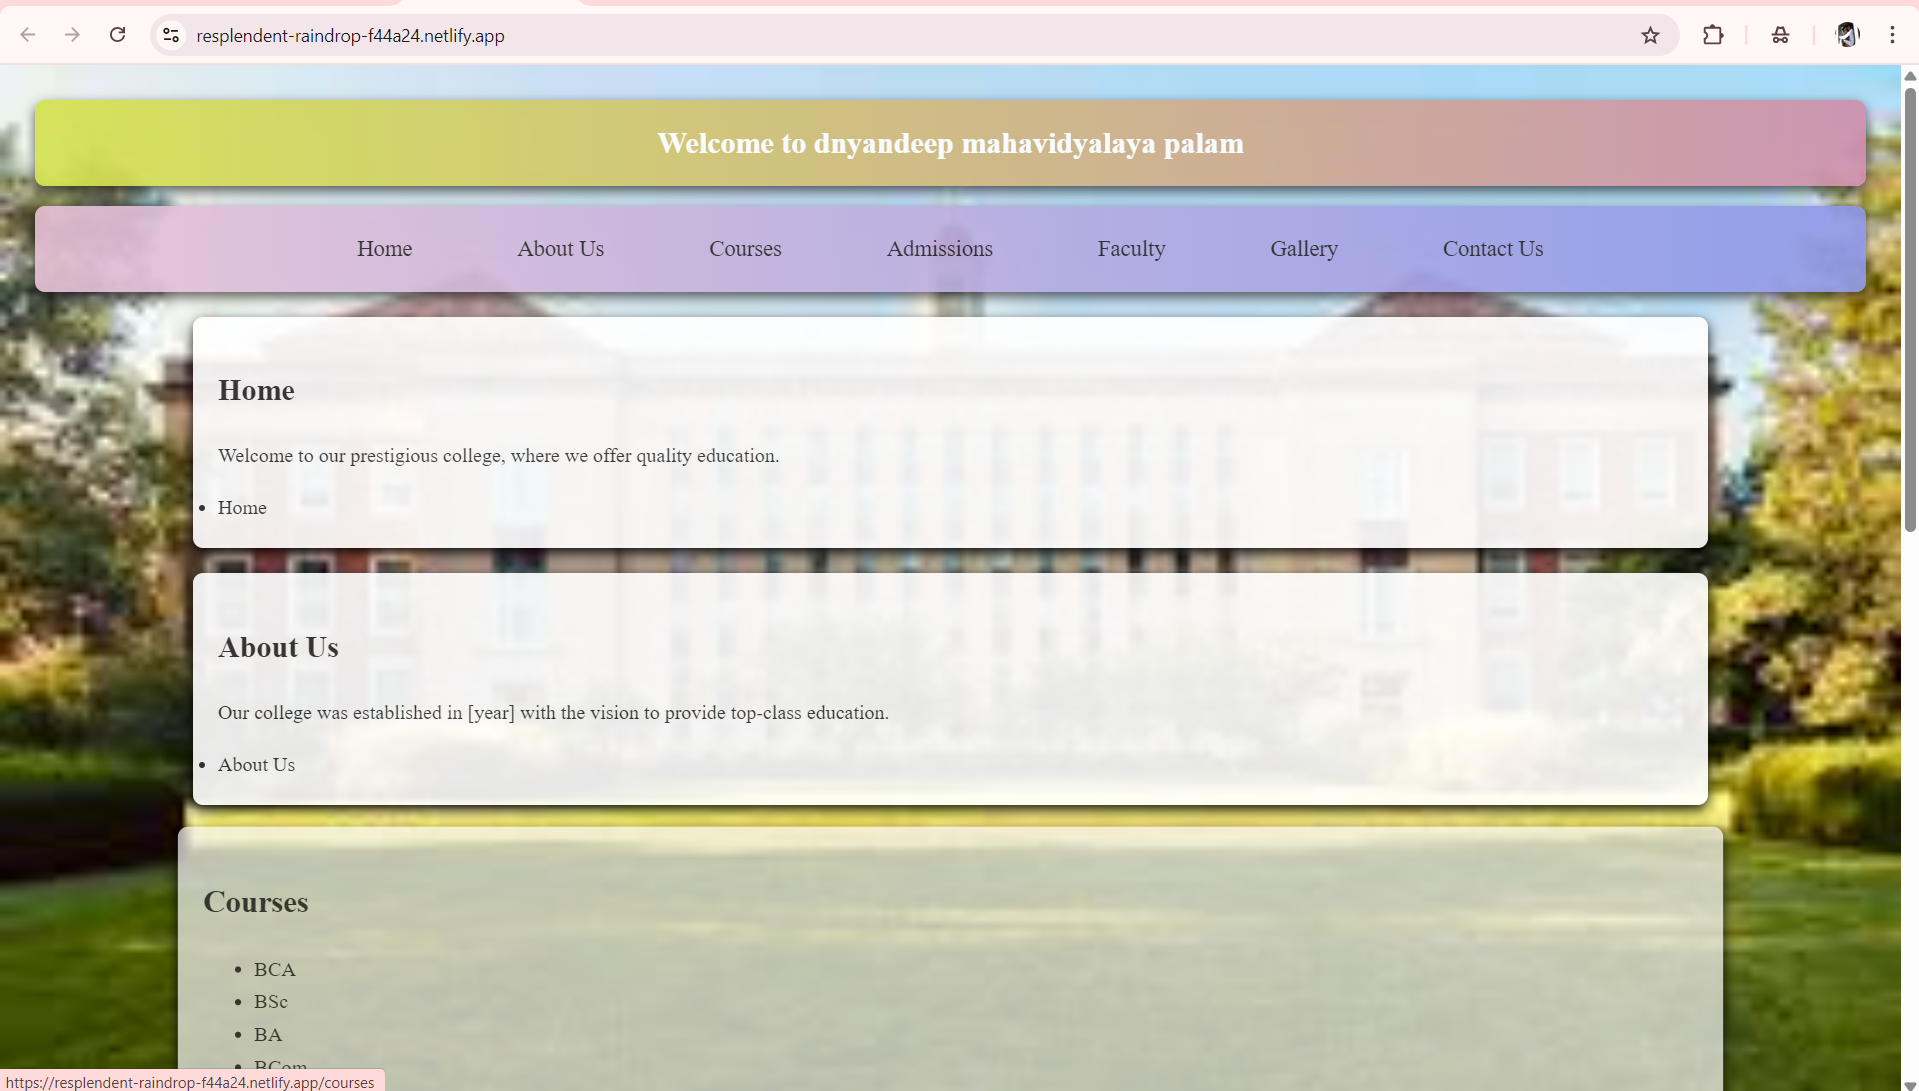 resplendent-raindrop-f44a24.netlify.app
Welcome to dnyandeep mahavidyalaya palam
Home About Us Courses Admissions Faculty Gallery Contact Us
Home
Welcome to our prestigious college, where we offer quality education.
• Home
About Us
Our college was established in [year] with the vision to provide top-class education.
• About Us
Courses
• BCA
• BSc
• BA
• BCom
https://resplendent-raindrop-f44a24.netlify.app/courses